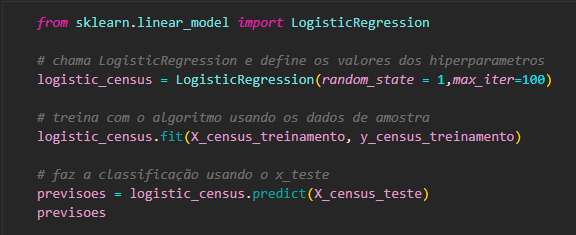 from sklearn.linear_model import LogisticRegression
# chama LogisticRegression e define os valores dos hiperparametros
logistic_census = LogisticRegression(random_state = 1,max_iter=100)
# treina com o algoritmo usando os dados de amostra
logistic_census.fit(X_census_treinamento, y_census_treinamento)
# faz a classificação usando o x_teste
previsoes = logistic_census.predict(X_census_teste)
previsoes